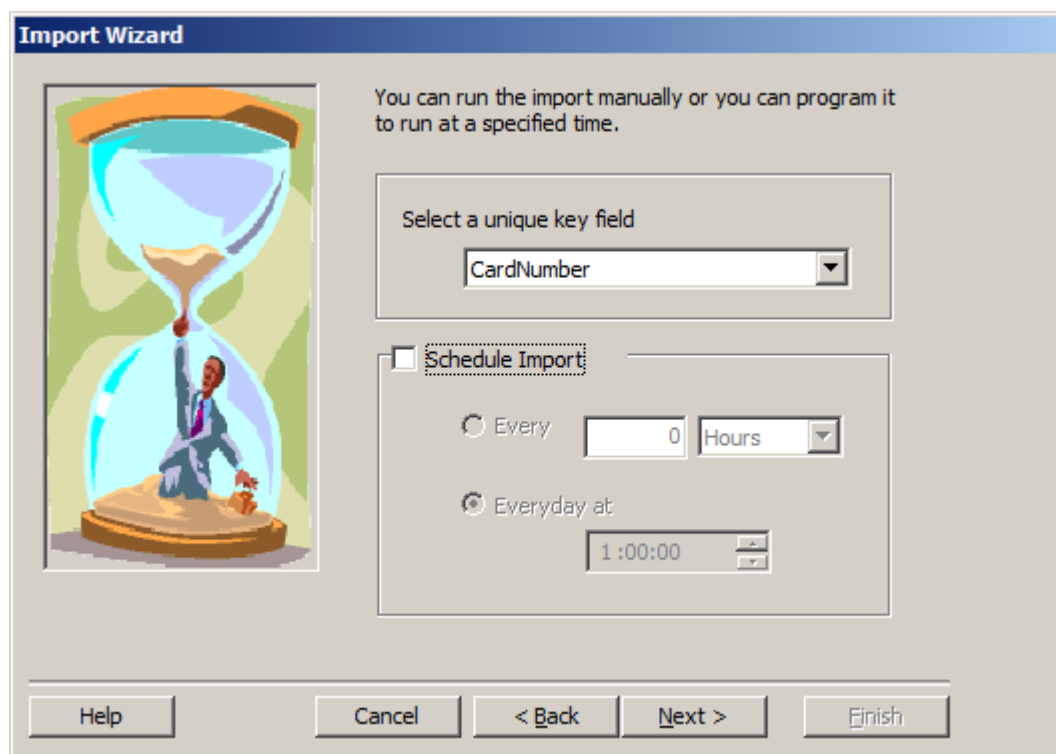 Import Wizard
You can run the import manually or you can program it
to run at a specified time.
Select a unique key field
CardNumber
Schedule Import
Every 0 Hours
Everyday at
1:00:00
Help Cancel < Back Next > Finish